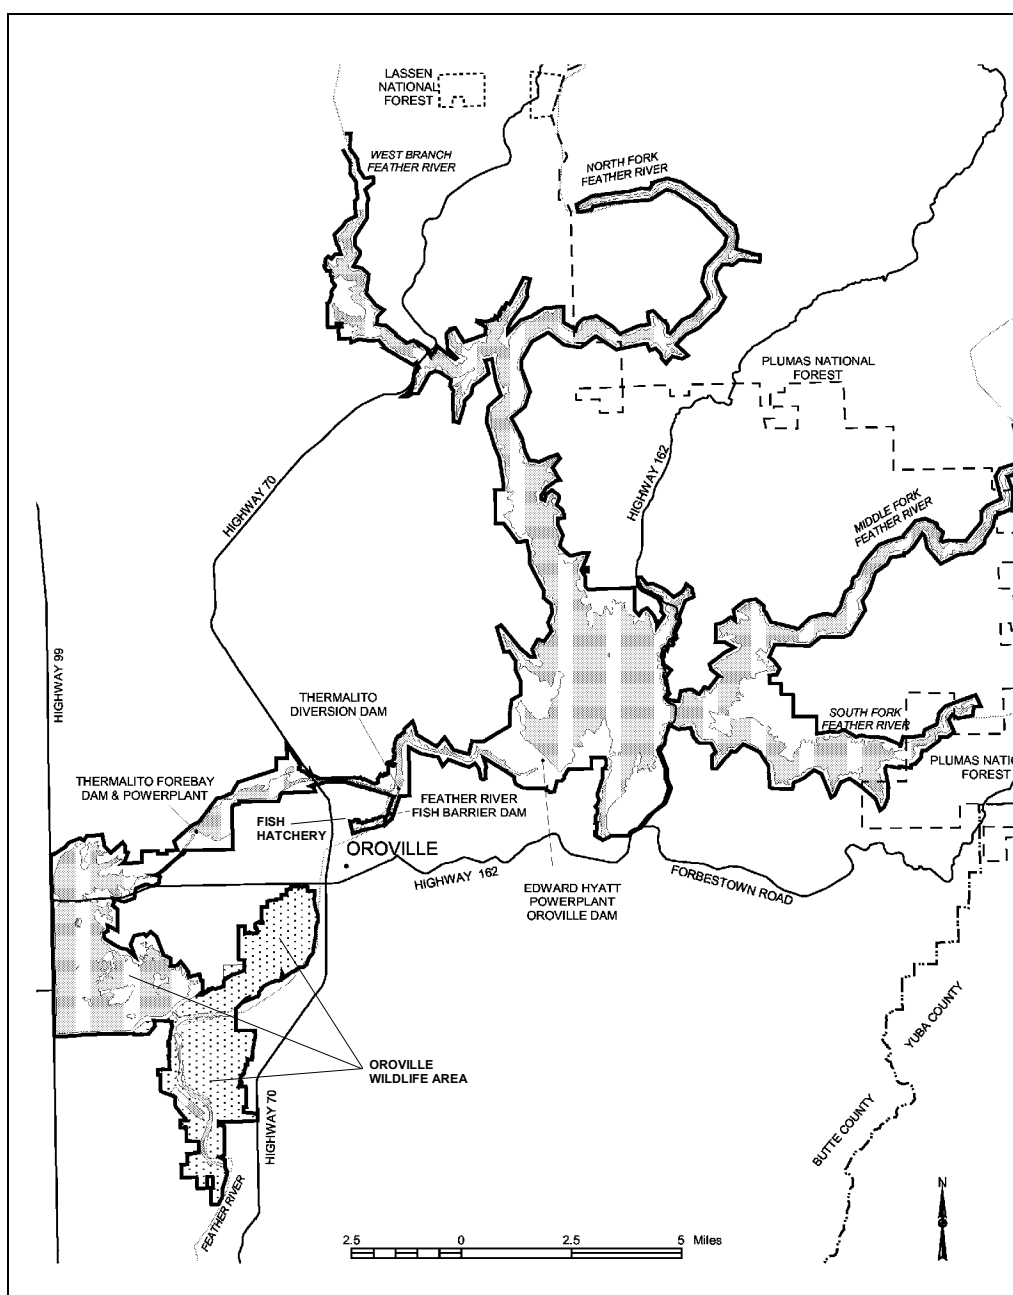 LASSEN
NATIONAL
FOREST
WEST BRANCH
FEATHER RIVER
NORTH FORK
FEATHER RIVER
PLUMAS NATIONAL
FOREST
HIGHWAY 70
HIGHWAY 162
MIDDLE FORK
FEATHER RIVER
HIGHWAY 99
THERMALITO
DIVERSION DAM
SOUTH FORK
FEATHER RIVER
THERMALITO FOREBAY
DAM & POWERPLANT
FEATHER RIVER
FISH BARRIER DAM
PLUMAS NATIO
FOREST
FISH
HATCHERY
OROVILLE
HIGHWAY 162
EDWARD HYATT
POWERPLANT
OROVILLE DAM
FORBESTOWN ROAD
OROVILLE
WILDLIFE AREA
YUBA COUNTY
BUTTE COUNTY
HIGHWAY 70
FEATHER RIVER
N
2.5 0 2.5 5 Miles